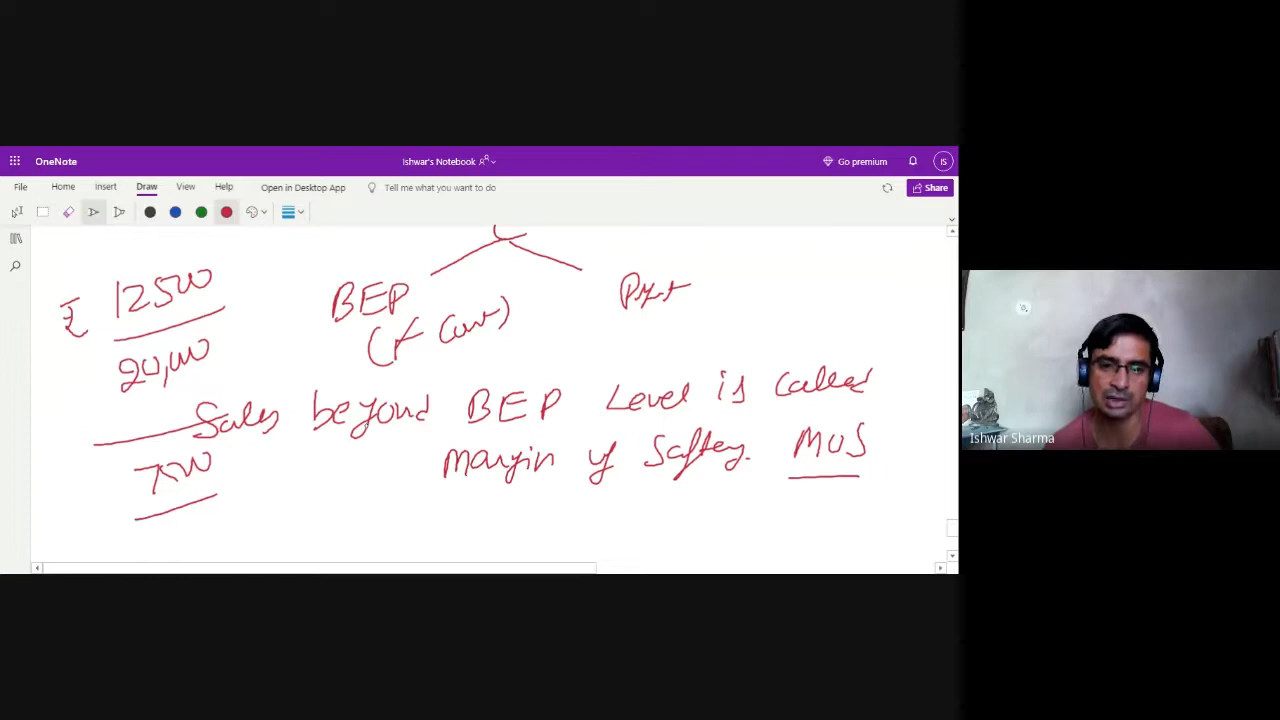 OneNote
Ishwar's Notebook
Go premium
IS
File Home Insert Draw View Help Open in Desktop App Tell me what you want to do
Share
₹ 12500
BEP
20,000
Sales beyond BEP Level is called
margin of Saftey. MOS
7500
Ishwar Sharma